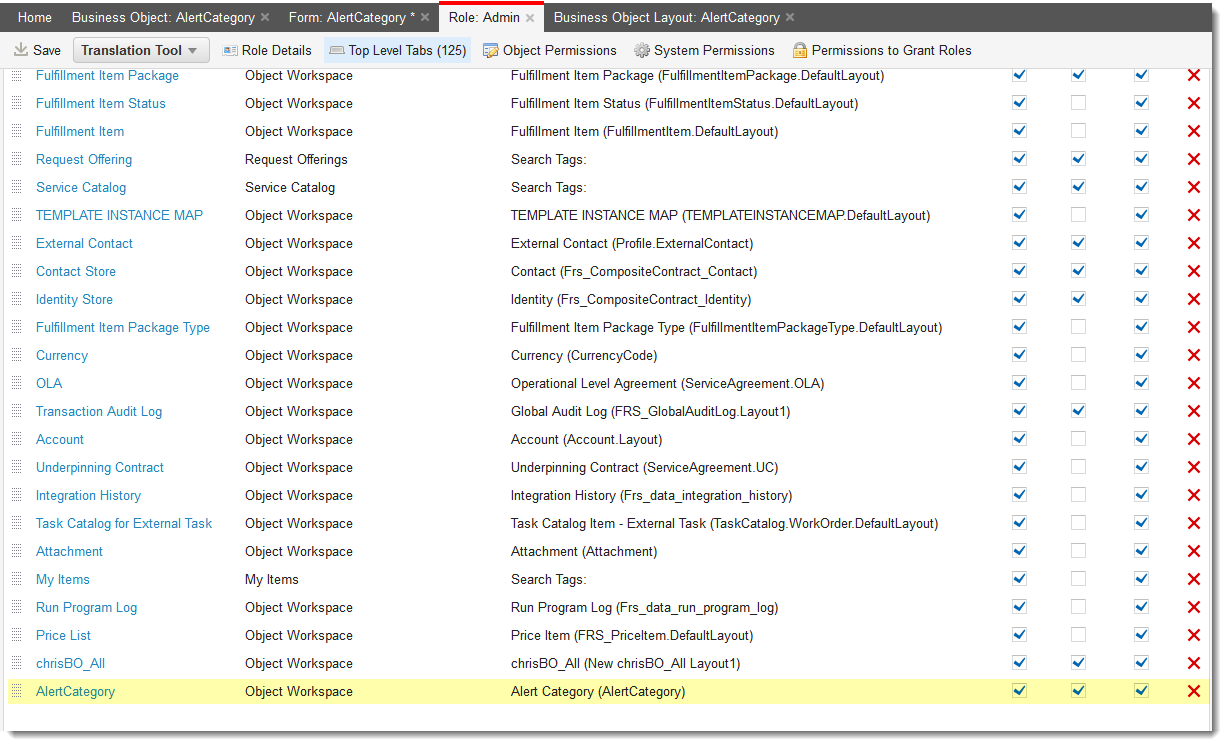 Home Business Object: AlertCategory × Form: AlertCategory * × Role: Admin × Business Object Layout: AlertCategory ×
Save Translation Tool Role Details Top Level Tabs (125) Object Permissions System Permissions Permissions to Grant Roles
Fulfillment Item Package Object Workspace Fulfillment Item Package (FulfillmentItemPackage.DefaultLayout)
Fulfillment Item Status Object Workspace Fulfillment Item Status (FulfillmentItemStatus.DefaultLayout)
Fulfillment Item Object Workspace Fulfillment Item (FulfillmentItem.DefaultLayout)
Request Offering Request Offerings Search Tags:
Service Catalog Service Catalog Search Tags:
TEMPLATE INSTANCE MAP Object Workspace TEMPLATE INSTANCE MAP (TEMPLATEINSTANCEMAP.DefaultLayout)
External Contact Object Workspace External Contact (Profile.ExternalContact)
Contact Store Object Workspace Contact (Frs_CompositeContract_Contact)
Identity Store Object Workspace Identity (Frs_CompositeContract_Identity)
Fulfillment Item Package Type Object Workspace Fulfillment Item Package Type (FulfillmentItemPackageType.DefaultLayout)
Currency Object Workspace Currency (CurrencyCode)
OLA Object Workspace Operational Level Agreement (ServiceAgreement.OLA)
Transaction Audit Log Object Workspace Global Audit Log (FRS_GlobalAuditLog.Layout1)
Account Object Workspace Account (Account.Layout)
Underpinning Contract Object Workspace Underpinning Contract (ServiceAgreement.UC)
Integration History Object Workspace Integration History (Frs_data_integration_history)
Task Catalog for External Task Object Workspace Task Catalog Item - External Task (TaskCatalog.WorkOrder.DefaultLayout)
Attachment Object Workspace Attachment (Attachment)
My Items My Items Search Tags:
Run Program Log Object Workspace Run Program Log (Frs_data_run_program_log)
Price List Object Workspace Price Item (FRS_PriceItem.DefaultLayout)
chrisBO_All Object Workspace chrisBO_All (New chrisBO_All Layout1)
AlertCategory Object Workspace Alert Category (AlertCategory)